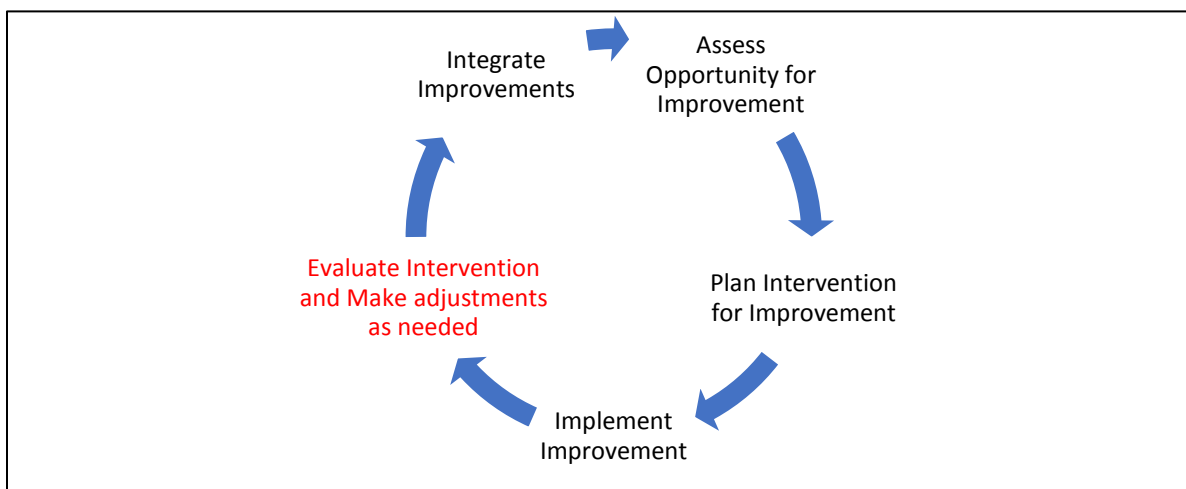 Assess
Opportunity for
Improvement
Plan Intervention
for Improvement
Implement
Improvement
Evaluate Intervention
and Make adjustments
as needed
Integrate
Improvements